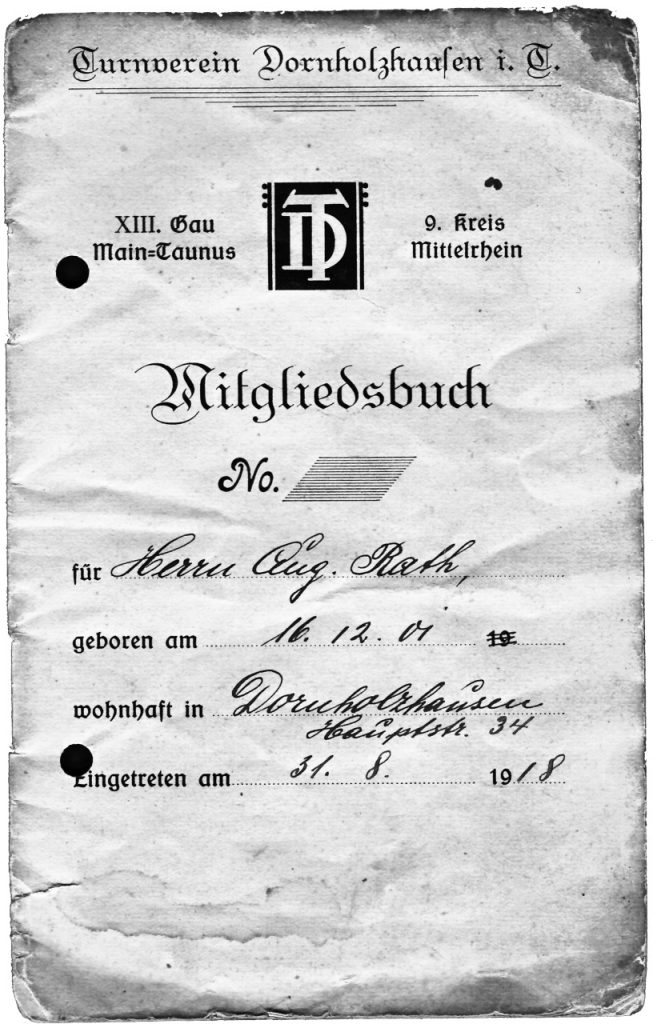 Turnverein Dornholzhausen i. T.
XIII. Gau
Main=Taunus
DT
9. Kreis
Mittelrhein
Mitgliedsbuch
No.
für Herrn Aug. Rath,
geboren am 16. 12. 01 19
wohnhaft in Dornholzhausen
Hauptstr. 34
Eingetreten am 31. 8. 1918